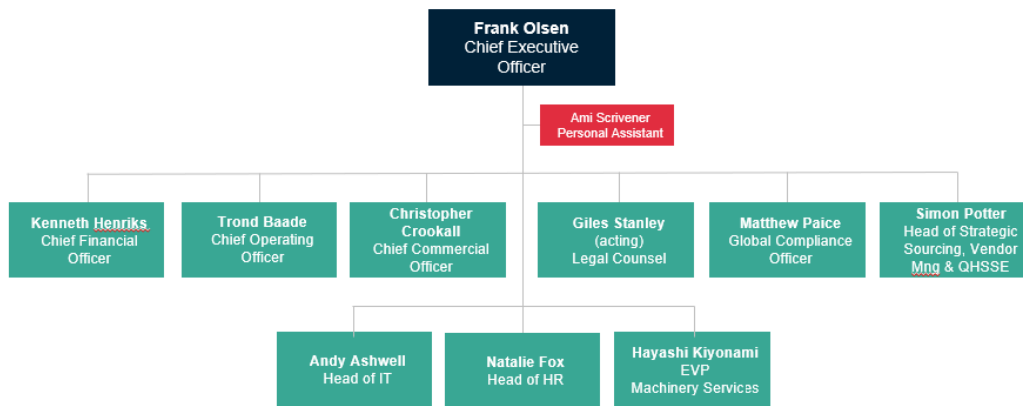 Frank Olsen
Chief Executive
Officer
Ami Scrivener
Personal Assistant
Kenneth Henriks
Chief Financial
Officer
Trond Baade
Chief Operating
Officer
Christopher
Crookall
Chief Commercial
Officer
Giles Stanley
(acting)
Legal Counsel
Matthew Paice
Global Compliance
Officer
Simon Potter
Head of Strategic
Sourcing, Vendor
Mng & QHSSE
Andy Ashwell
Head of IT
Natalie Fox
Head of HR
Hayashi Kiyonami
EVP
Machinery Services